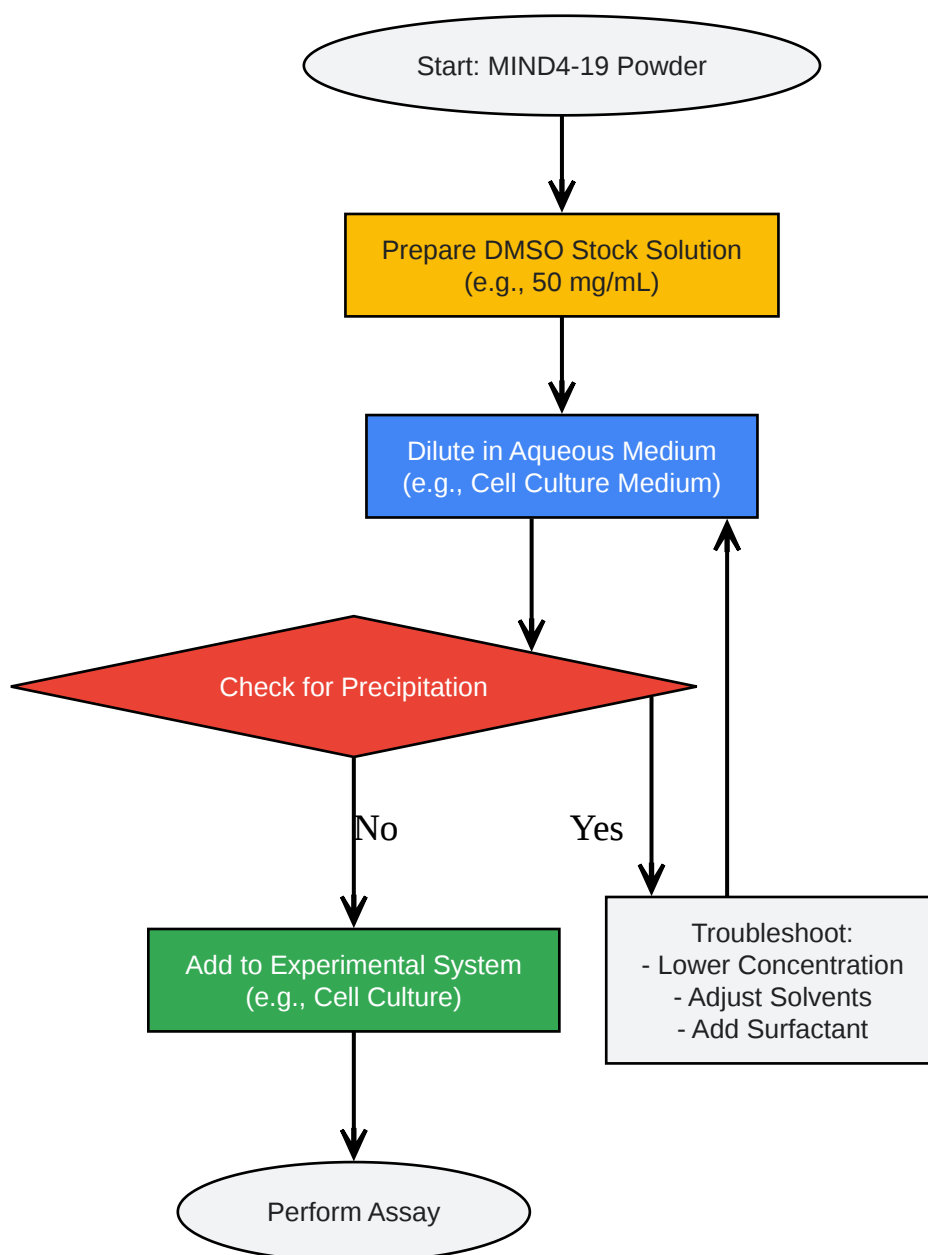 Start: MIND4-19 Powder
Prepare DMSO Stock Solution
(e.g., 50 mg/mL)
Dilute in Aqueous Medium
(e.g., Cell Culture Medium)
Check for Precipitation
No
Yes
Add to Experimental System
(e.g., Cell Culture)
Troubleshoot:
- Lower Concentration
- Adjust Solvents
- Add Surfactant
Perform Assay